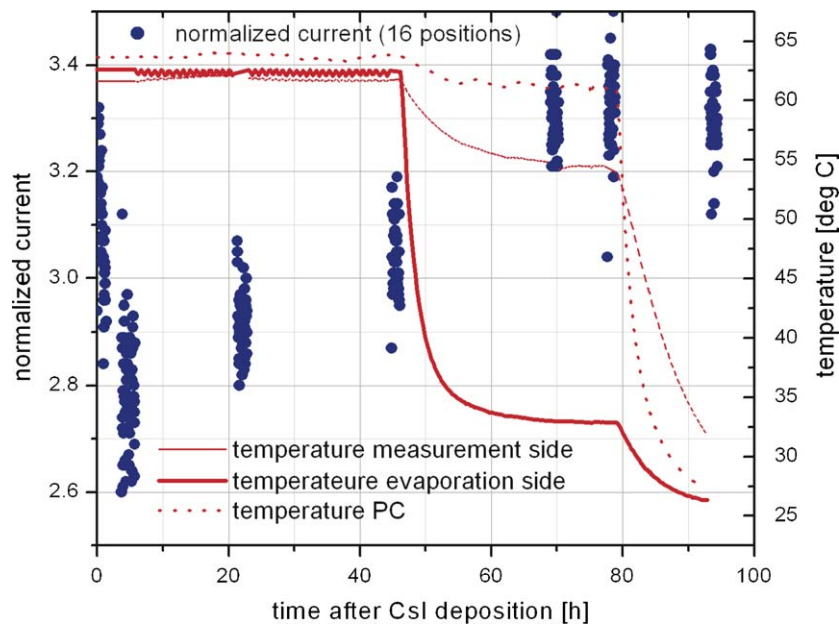 normalized current (16 positions)
3.4
3.2
3.0
2.8
2.6
normalized current
65
60
55
50
45
40
35
30
25
temperature [deg C]
temperature measurement side
temperateure evaporation side
temperature PC
0 20 40 60 80 100
time after CsI deposition [h]